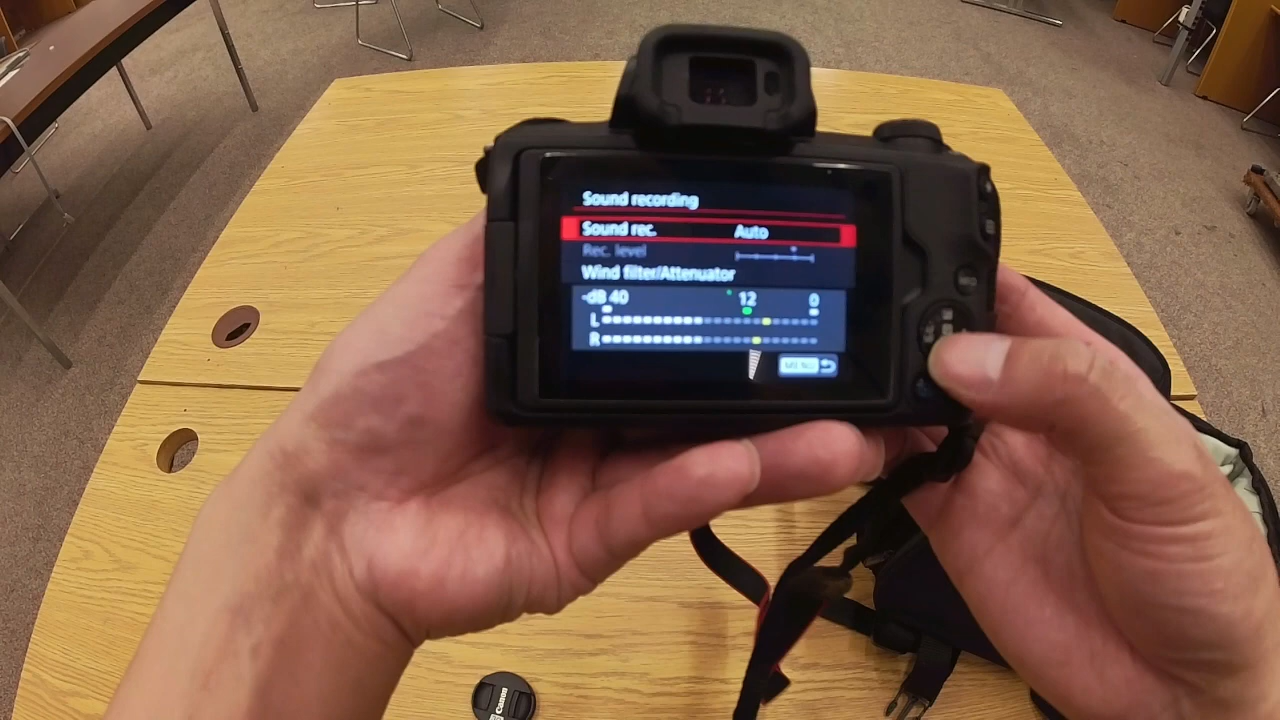 Sound recording
Sound rec. Auto
Rec. level
Wind filter/Attenuator
-dB 40 12 0
L
R
MENU
Canon